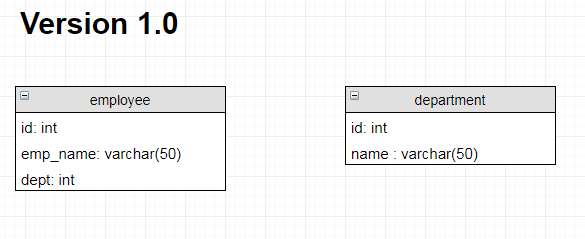 Version 1.0
employee
id: int
emp_name: varchar(50)
dept: int
department
id: int
name : varchar(50)